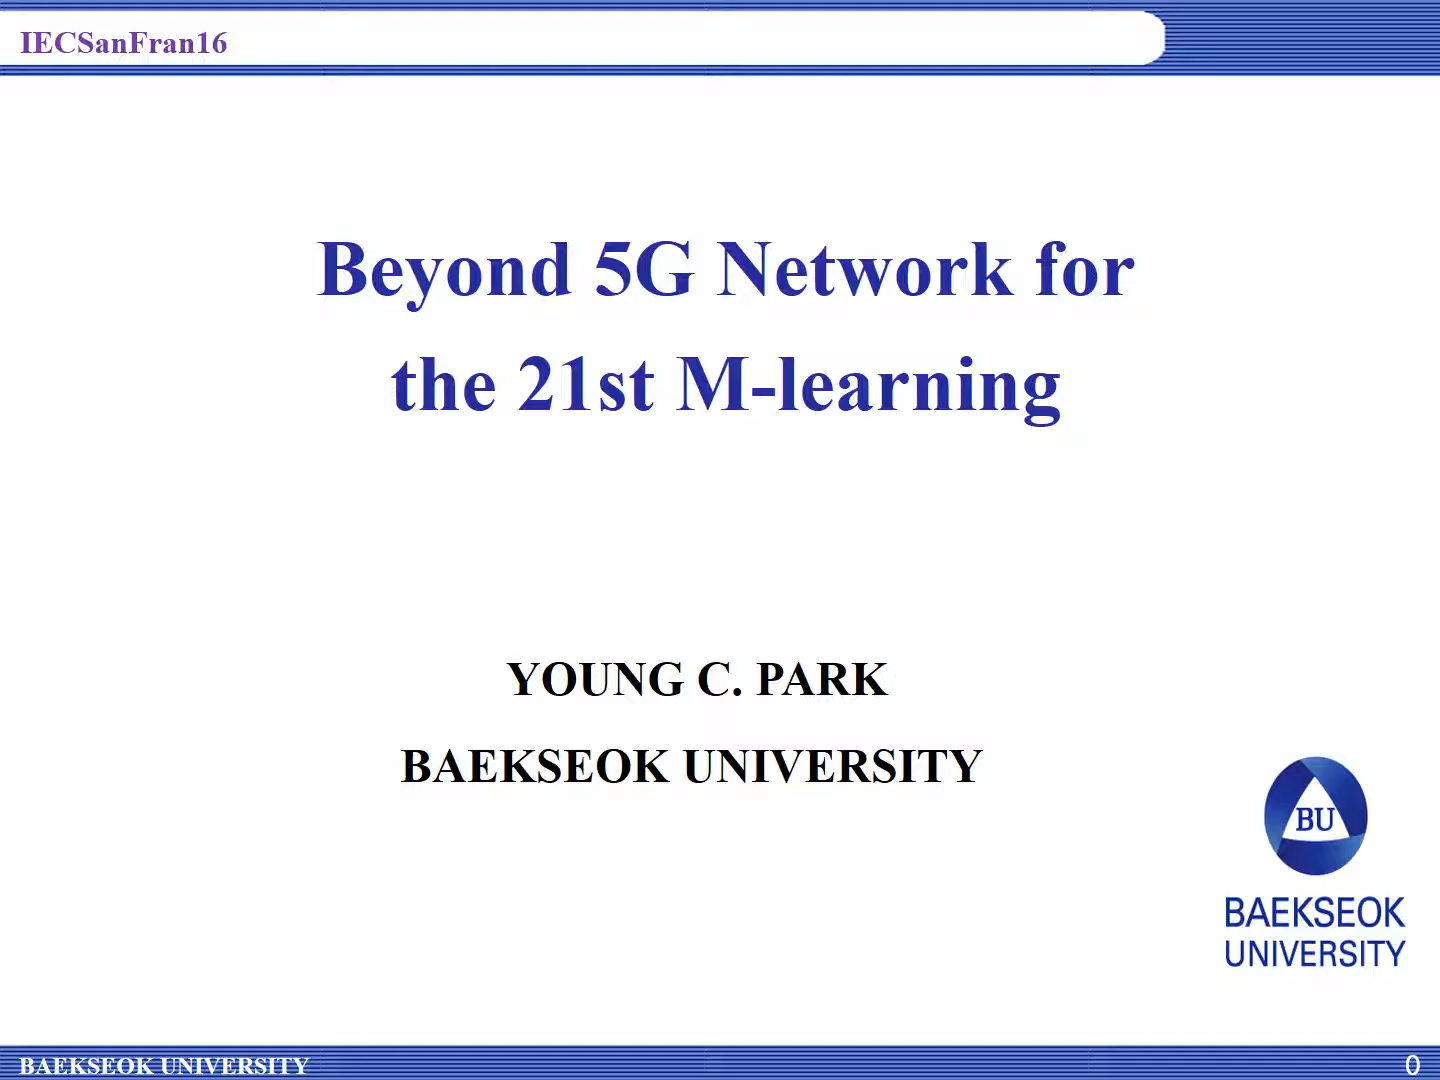 IECSanFran16
Beyond 5G Network for
the 21st M-learning
YOUNG C. PARK
BAEKSEOK UNIVERSITY
BU
BAEKSEOK
UNIVERSITY
BAEKSEOK UNIVERSITY
0